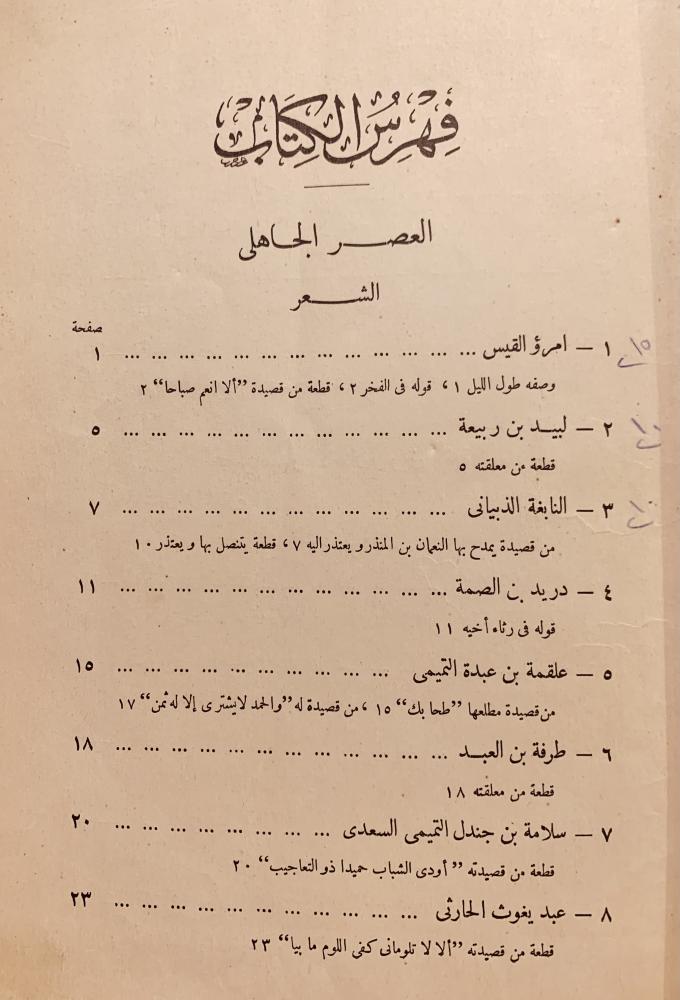 فِهْرِسُ الكِتَاب
العصر الجاهلى
الشعر
صفحة
١ — امرؤ القيس ... ... ... ... ... ... ... ... ... ... ... ... ... ١
وصفه طول الليل ١، قوله فى الفخر ٢، قطعة من قصيدة "ألا انعم صباحا" ٢
٢ — لبيد بن ربيعة ... ... ... ... ... ... ... ... ... ... ... ... ... ٥
قطعة من معلقته ٥
٣ — النابغة الذبيانى ... ... ... ... ... ... ... ... ... ... ... ... ... ٧
من قصيدة يمدح بها النعمان بن المنذر ويعتذر اليه ٧، قطعة يتنصل بها ويعتذر ١٠
٤ — دريد بن الصمة ... ... ... ... ... ... ... ... ... ... ... ... ... ١١
قوله فى رثاء أخيه ١١
٥ — علقمة بن عبدة التميمى ... ... ... ... ... ... ... ... ... ... ... ١٥
من قصيدة مطلعها "طحا بك" ١٥، من قصيدة له "والحمد لايشترى إلا له ثمن" ١٧
٦ — طرفة بن العبد ... ... ... ... ... ... ... ... ... ... ... ... ... ١٨
قطعة من معلقته ١٨
٧ — سلامة بن جندل التميمى السعدى ... ... ... ... ... ... ... ... ٢٠
قطعة من قصيدته "أودى الشباب حميدا ذو التعاجيب" ٢٠
٨ — عبد يغوث الحارثى ... ... ... ... ... ... ... ... ... ... ... ... ٢٣
قطعة من قصيدته "ألا لا تلومانى كفى اللوم ما بيا" ٢٣